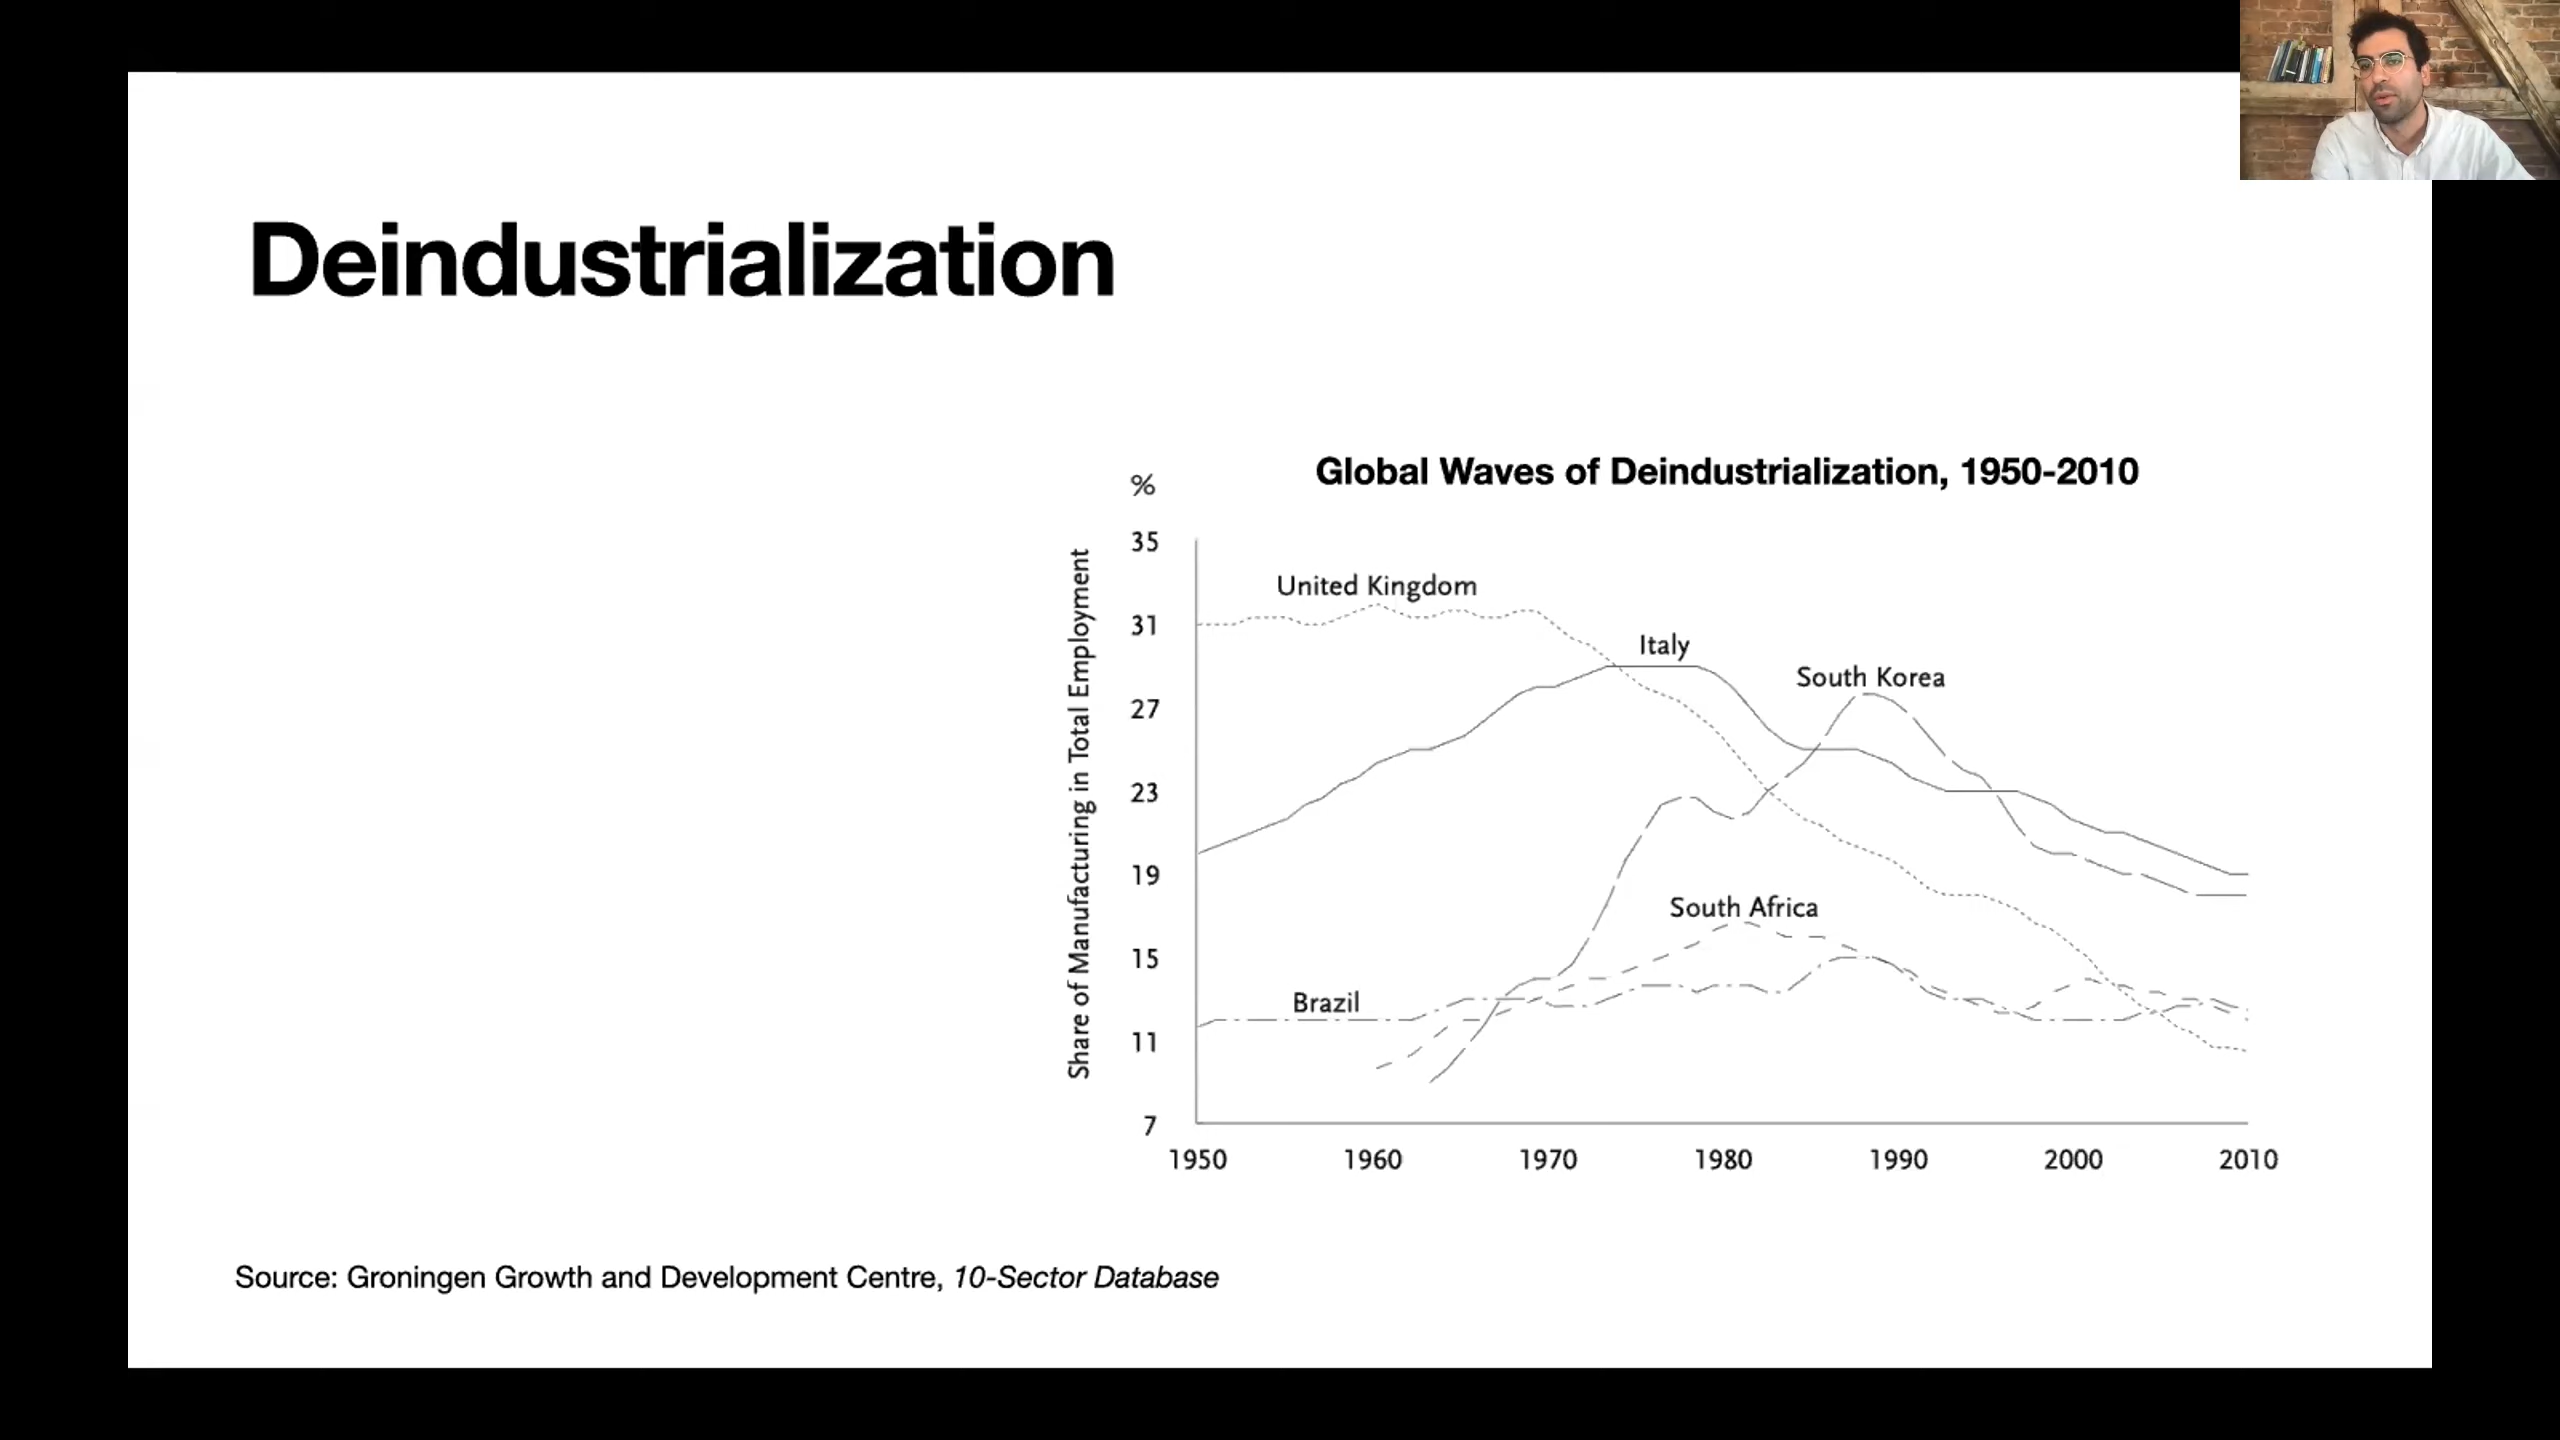 Deindustrialization
Global Waves of Deindustrialization, 1950-2010
%
Share of Manufacturing in Total Employment
35
31
27
23
19
15
11
7
United Kingdom
Italy
South Korea
South Africa
Brazil
1950 1960 1970 1980 1990 2000 2010
Source: Groningen Growth and Development Centre, 10-Sector Database